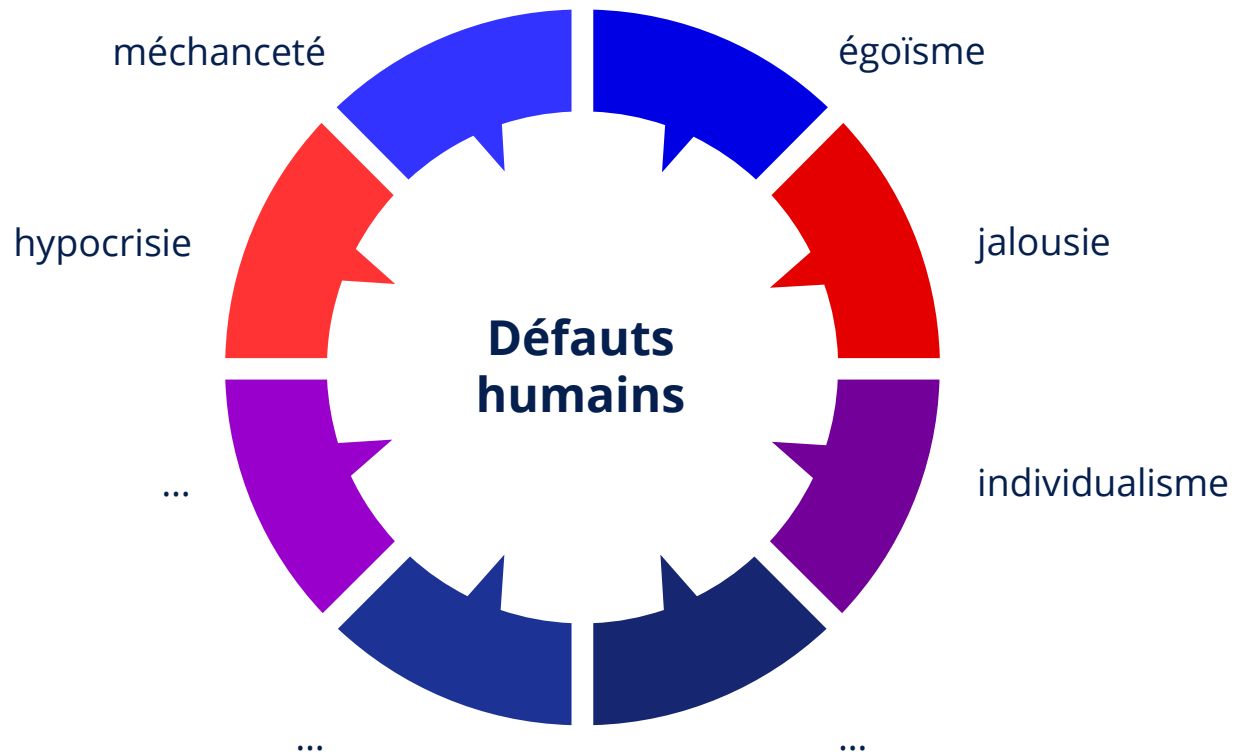 méchanceté
égoïsme
hypocrisie
jalousie
Défauts
humains
...
individualisme
...
...